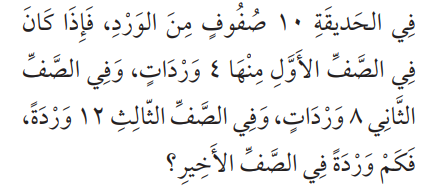 فِي الحَديقَةِ ١٠ صُفُوفٍ مِنَ الوَرْدِ، فَإِذَا كَانَ
فِي الصَّفِّ الأَوَّلِ مِنْهَا ٤ وَرْدَاتٍ، وَفِي الصَّفِّ
الثَّانِي ٨ وَرْدَاتٍ، وَفِي الصَّفِّ الثّالِثِ ١٢ وَرْدَةً،
فَكَمْ وَرْدَةً فِي الصَّفِّ الأَخِيرِ؟